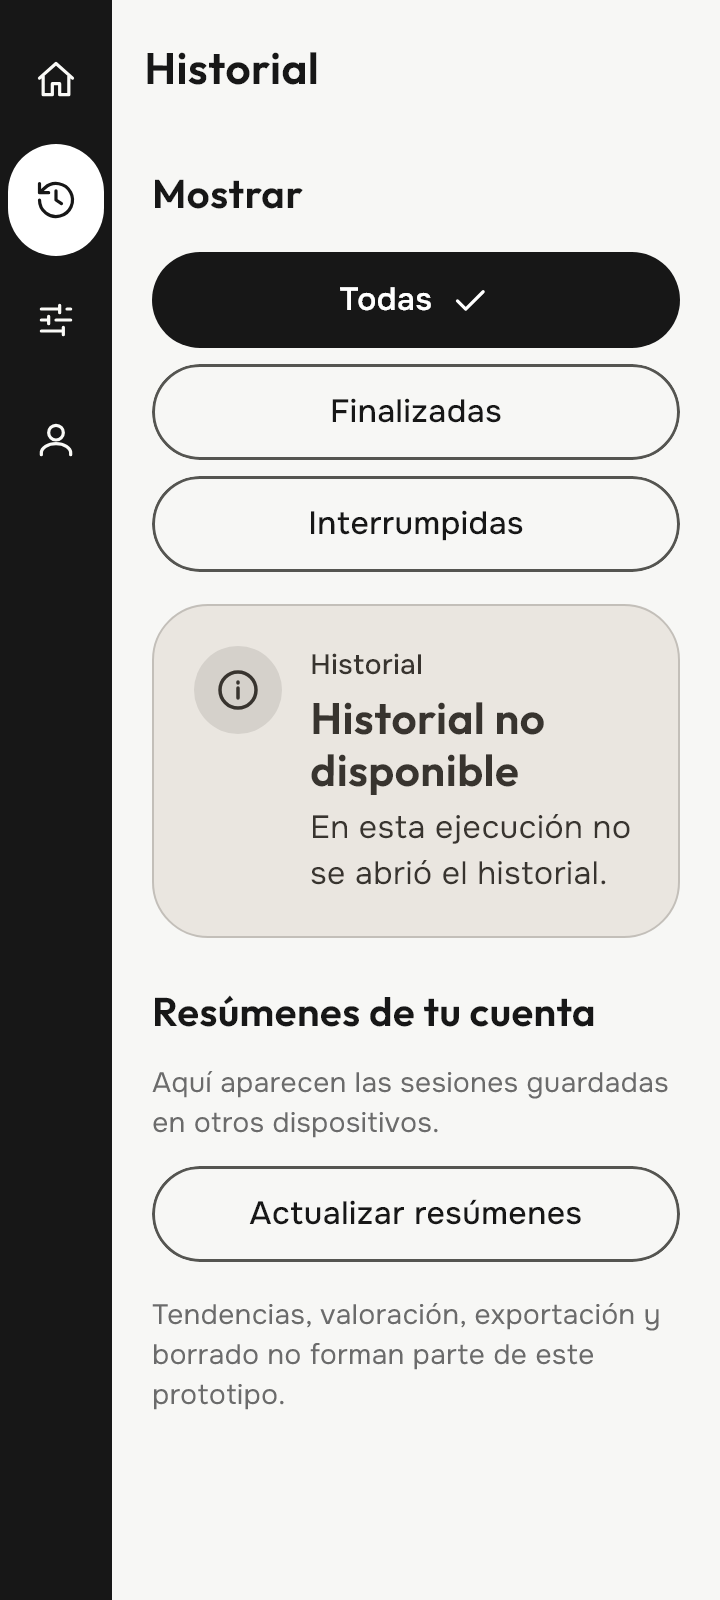 Historial
Mostrar
Todas
Finalizadas
Interrumpidas
Historial
Historial no
disponible
En esta ejecución no
se abrió el historial.
Resúmenes de tu cuenta
Aquí aparecen las sesiones guardadas
en otros dispositivos.
Actualizar resúmenes
Tendencias, valoración, exportación y
borrado no forman parte de este
prototipo.